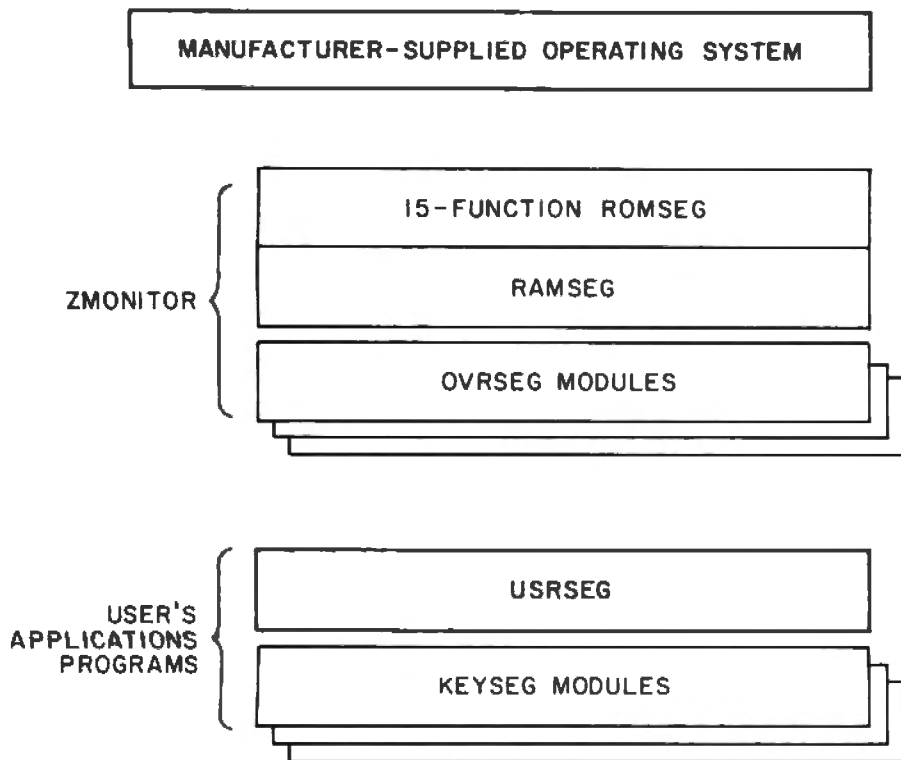 MANUFACTURER-SUPPLIED OPERATING SYSTEM
15-FUNCTION ROMSEG
ZMONITOR
RAMSEG
OVRSEG MODULES
USER'S
APPLICATIONS
PROGRAMS
USRSEG
KEYSEG MODULES